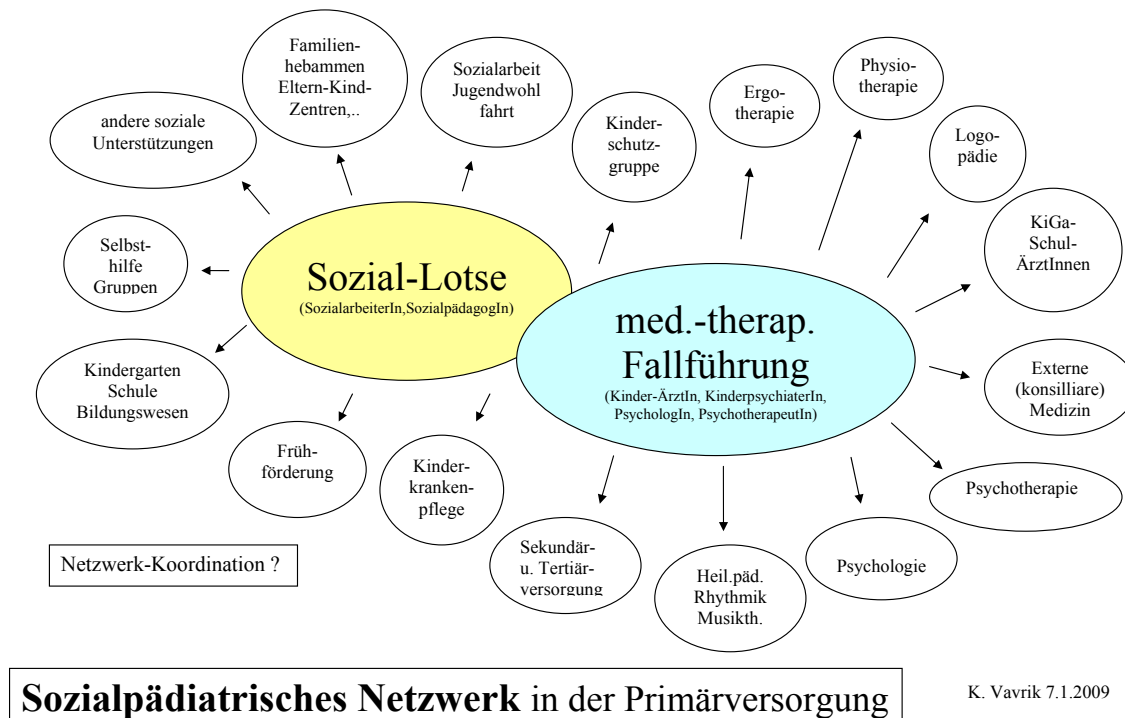 Familien-
hebammen
Eltern-Kind-
Zentren,..
Sozialarbeit
Jugendwohl
fahrt
andere soziale
Unterstützungen
Kinder-
schutz-
gruppe
Ergo-
therapie
Physio-
therapie
Logo-
pädie
KiGa-
Schul-
ÄrztInnen
Selbst-
hilfe
Gruppen
Sozial-Lotse
(SozialarbeiterIn,SozialpädagogIn)
med.-therap.
Fallführung
(Kinder-ÄrztIn, KinderpsychiaterIn,
PsychologIn, PsychotherapeutIn)
Kindergarten
Schule
Bildungswesen
Externe
(konsilliare)
Medizin
Früh-
förderung
Kinder-
kranken-
pflege
Psychotherapie
Sekundär-
u. Tertiär-
versorgung
Heil.päd.
Rhythmik
Musikth.
Psychologie
Netzwerk-Koordination ?
Sozialpädiatrisches Netzwerk in der Primärversorgung
K. Vavrik 7.1.2009